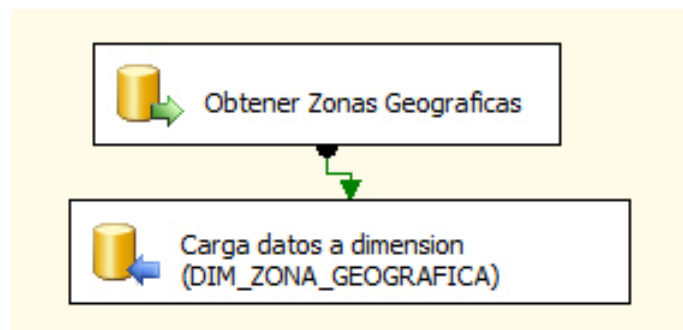 Obtener Zonas Geograficas
Carga datos a dimension
(DIM_ZONA_GEOGRAFICA)